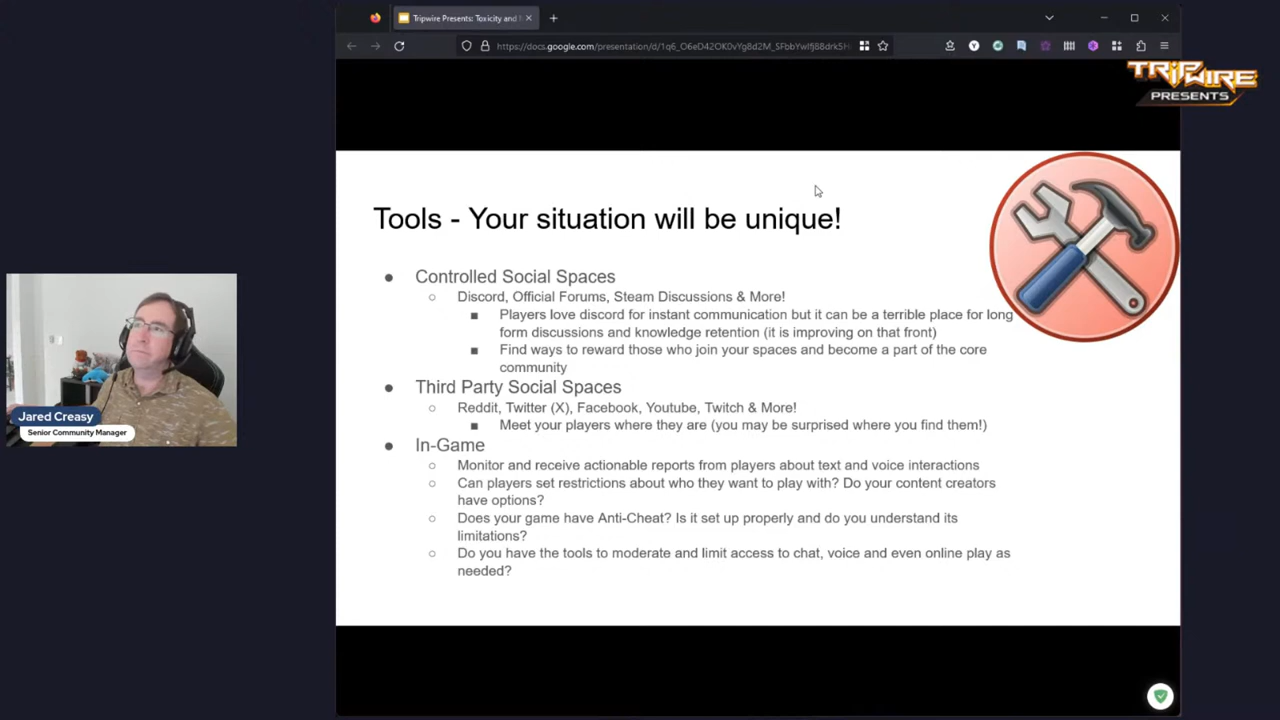 Tripwire Presents: Toxicity and
https://docs.google.com/presentation/d/
TRIPWIRE
PRESENTS
Tools - Your situation will be unique!
● Controlled Social Spaces
○ Discord, Official Forums, Steam Discussions & More!
■ Players love discord for instant communication but it can be a terrible place for long
form discussions and knowledge retention (it is improving on that front)
■ Find ways to reward those who join your spaces and become a part of the core
community
● Third Party Social Spaces
○ Reddit, Twitter (X), Facebook, Youtube, Twitch & More!
■ Meet your players where they are (you may be surprised where you find them!)
● In-Game
○ Monitor and receive actionable reports from players about text and voice interactions
○ Can players set restrictions about who they want to play with? Do your content creators
have options?
○ Does your game have Anti-Cheat? Is it set up properly and do you understand its
limitations?
○ Do you have the tools to moderate and limit access to chat, voice and even online play as
needed?
Jared Creasy
Senior Community Manager